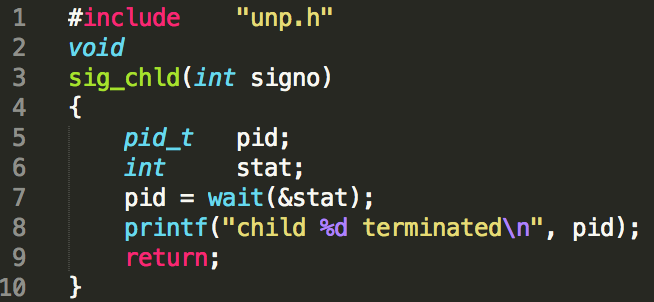 1 #include "unp.h"
2 void
3 sig_chld(int signo)
4 {
5 pid_t pid;
6 int stat;
7 pid = wait(&stat);
8 printf("child %d terminated\n", pid);
9 return;
10 }